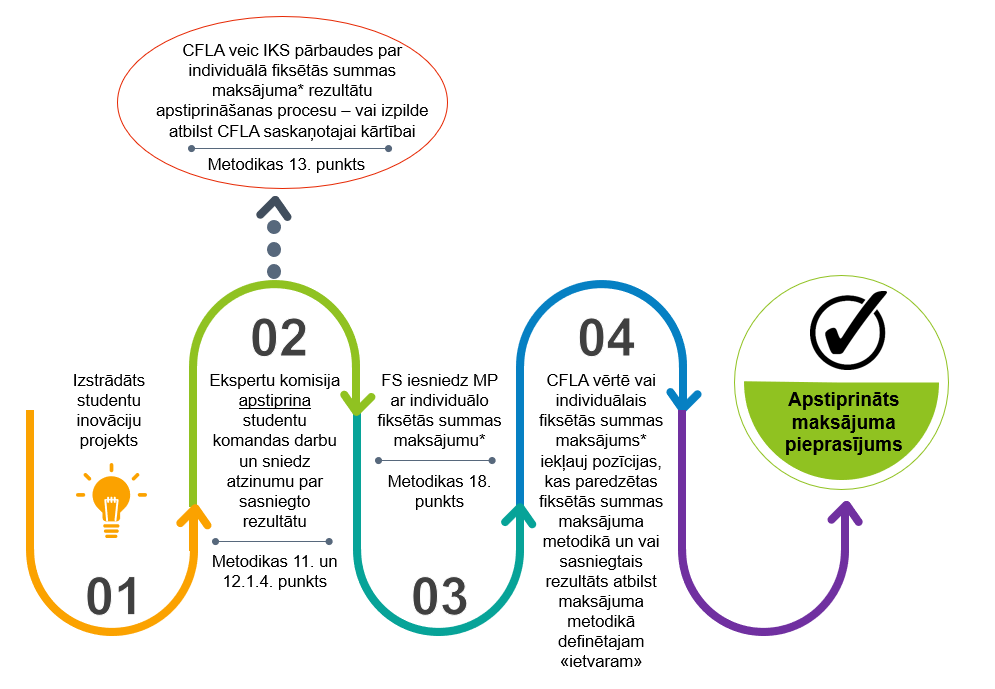 CFLA veic IKS pārbaudes par
individuālā fiksētās summas
maksājuma* rezultātu
apstiprināšanas procesu – vai izpilde
atbilst CFLA saskaņotajai kārtībai
Metodikas 13. punkts
01
Izstrādāts
studentu
inovāciju
projekts
02
Ekspertu komisija
apstiprina
studentu
komandas darbu
un sniedz
atzinumu par
sasniegto
rezultātu
Metodikas 11. un
12.1.4. punkts
03
FS iesniedz MP
ar individuālo
fiksētās summas
maksājumu*
Metodikas 18.
punkts
04
CFLA vērtē vai
individuālais
fiksētās summas
maksājums*
iekļauj pozīcijas,
kas paredzētas
fiksētās summas
maksājuma
metodikā un vai
sasniegtais
rezultāts atbilst
maksājuma
metodikā
definētajam
«ietvaram»
Apstiprināts
maksājuma
pieprasījums